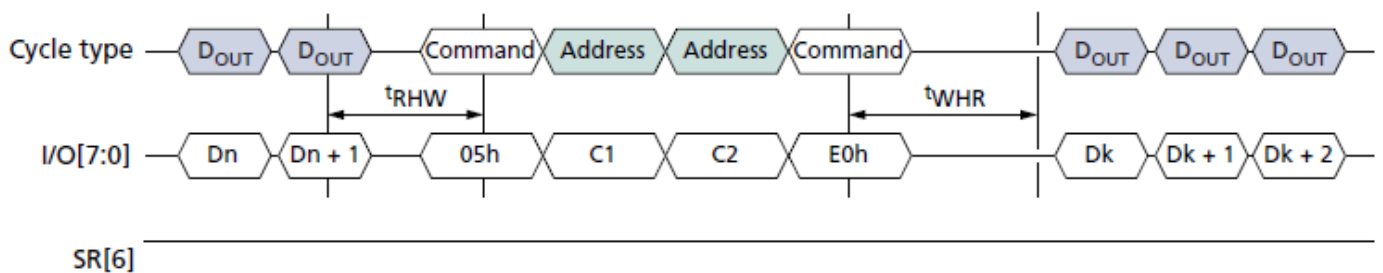 Cycle type DOUT DOUT Command Address Address Command DOUT DOUT DOUT
tRHW tWHR
I/O[7:0] Dn Dn + 1 05h C1 C2 E0h Dk Dk + 1 Dk + 2
SR[6]